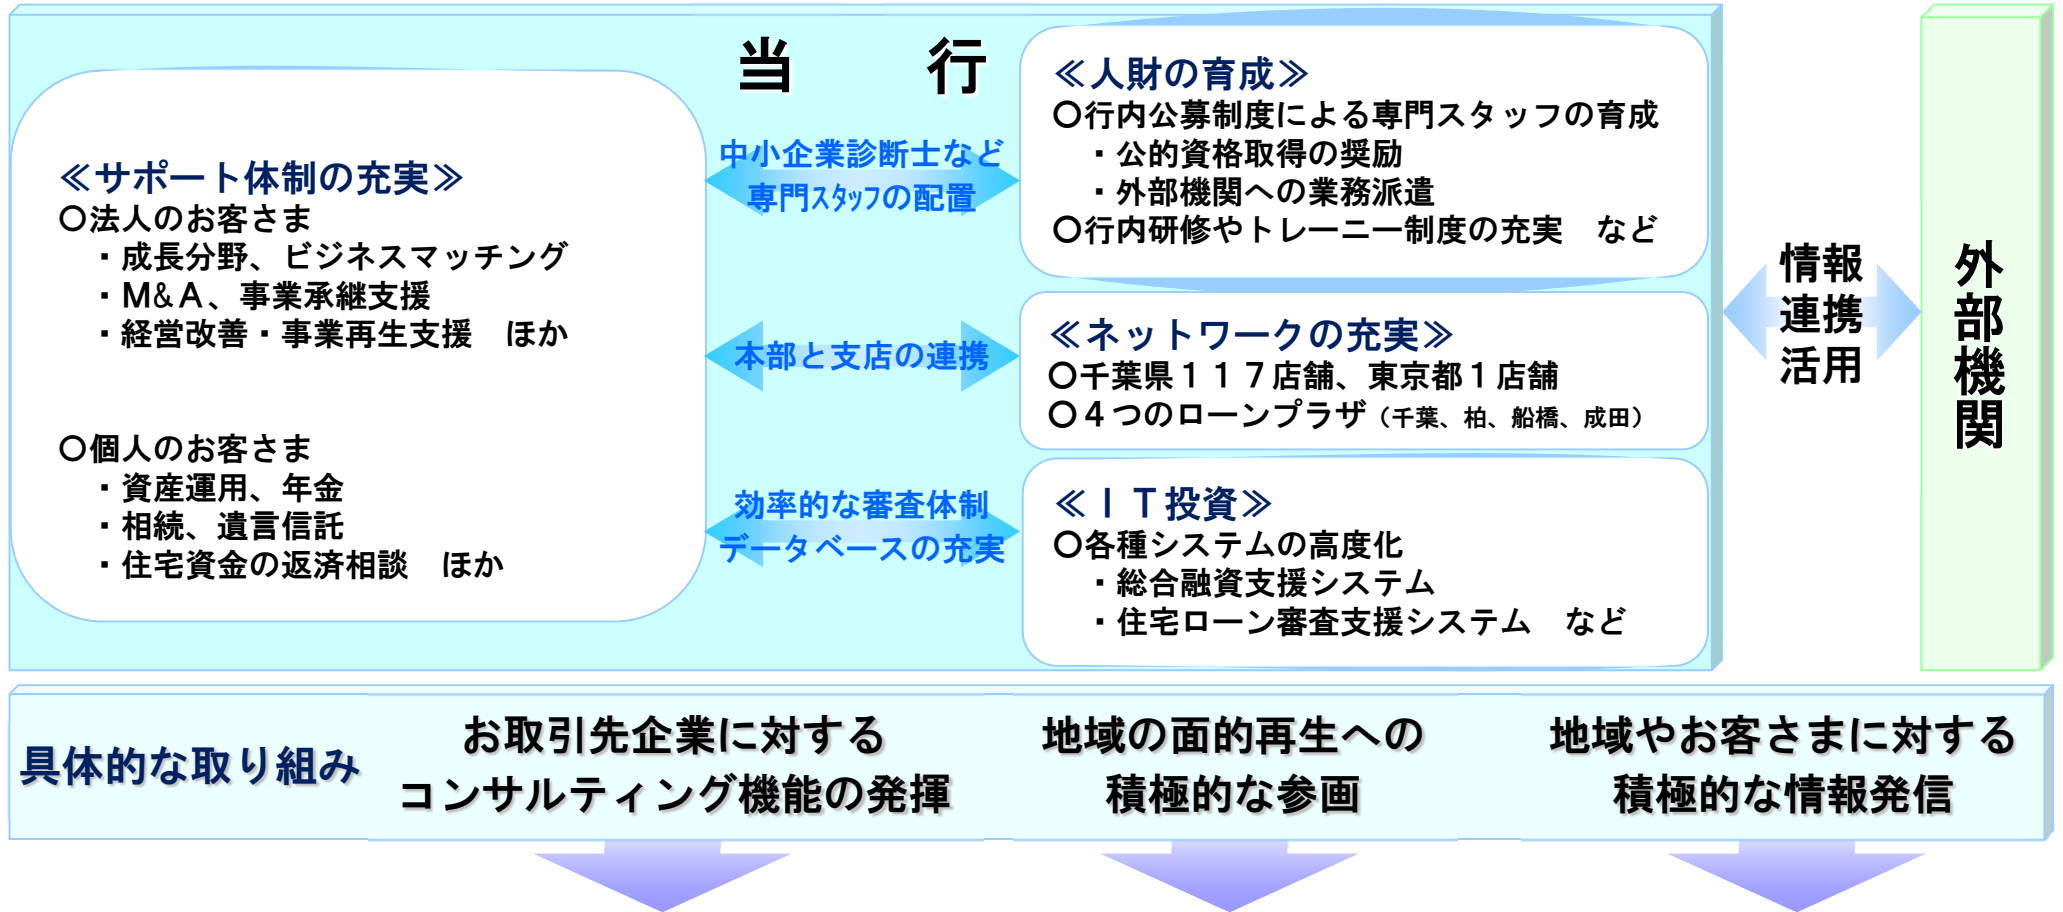 当　行
≪サポート体制の充実≫
○法人のお客さま
・成長分野、ビジネスマッチング
・M&A、事業承継支援
・経営改善・事業再生支援　ほか
○個人のお客さま
・資産運用、年金
・相続、遺言信託
・住宅資金の返済相談　ほか
中小企業診断士など
専門ｽﾀｯﾌの配置
本部と支店の連携
効率的な審査体制
データベースの充実
≪人財の育成≫
○行内公募制度による専門スタッフの育成
・公的資格取得の奨励
・外部機関への業務派遣
○行内研修やトレーニー制度の充実　など
≪ネットワークの充実≫
○千葉県１１７店舗、東京都１店舗
○４つのローンプラザ（千葉、柏、船橋、成田）
≪ＩＴ投資≫
○各種システムの高度化
・総合融資支援システム
・住宅ローン審査支援システム　など
情報
連携
活用
外部機関
具体的な取り組み
お取引先企業に対する
コンサルティング機能の発揮
地域の面的再生への
積極的な参画
地域やお客さまに対する
積極的な情報発信